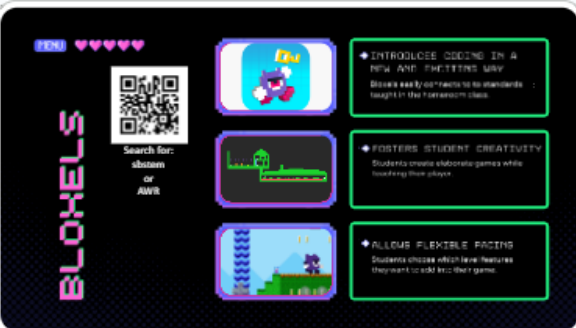 MENU
BLOXELS
Search for:
sbstem
or
AWR
INTRODUCES CODING IN A
NEW AND EXCITING WAY
Bloxels easily connects to standards
taught in the homeroom class.
FOSTERS STUDENT CREATIVITY
Students create elaborate games while
teaching their player.
ALLOWS FLEXIBLE PACING
Students choose which level features
they want to add into their game.